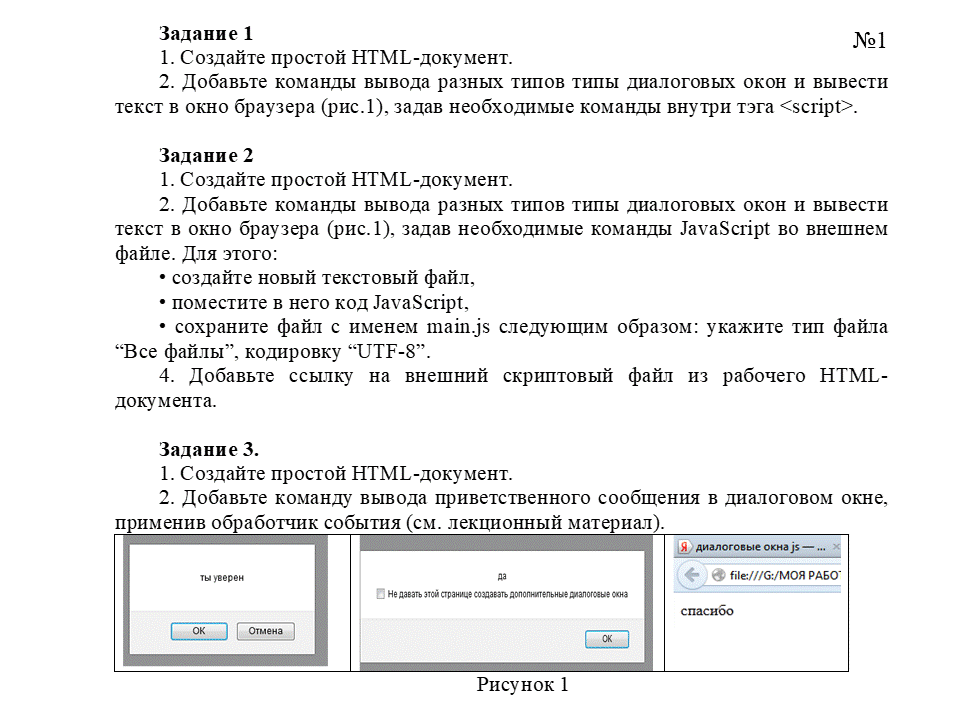 Задание 1
№1
1. Создайте простой HTML-документ.
2. Добавьте команды вывода разных типов типы диалоговых окон и вывести
текст в окно браузера (рис.1), задав необходимые команды внутри тэга <script>.
Задание 2
1. Создайте простой HTML-документ.
2. Добавьте команды вывода разных типов типы диалоговых окон и вывести
текст в окно браузера (рис.1), задав необходимые команды JavaScript во внешнем
файле. Для этого:
• создайте новый текстовый файл,
• поместите в него код JavaScript,
• сохраните файл с именем main.js следующим образом: укажите тип файла
“Все файлы”, кодировку “UTF-8”.
4. Добавьте ссылку на внешний скриптовый файл из рабочего HTML-
документа.
Задание 3.
1. Создайте простой HTML-документ.
2. Добавьте команду вывода приветственного сообщения в диалоговом окне,
применив обработчик события (см. лекционный материал).
ты уверен
ОК Отмена
да
Не давать этой странице создавать дополнительные диалоговые окна
ОК
Я диалоговые окна js — ... ×
file:///G:/МОЯ РАБОТ
спасибо
Рисунок 1